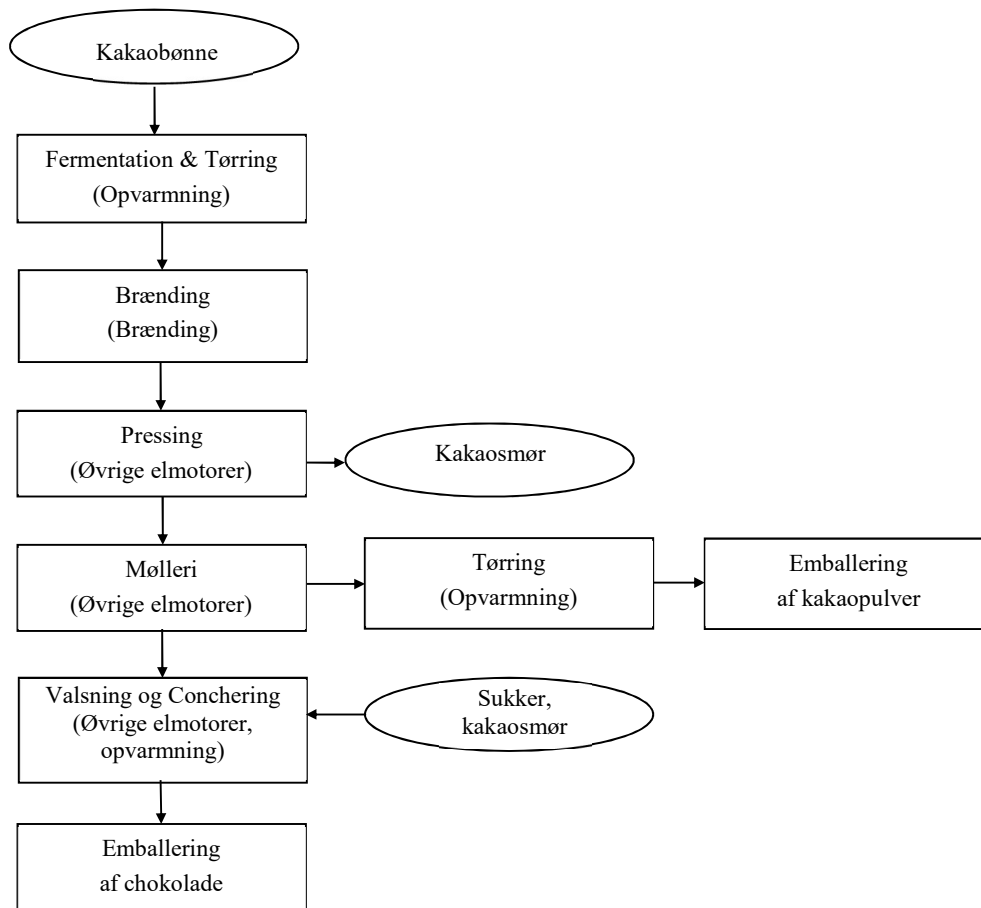 Kakaobønne
Fermentation & Tørring
(Opvarmning)
Brænding
(Brænding)
Pressing
(Øvrige elmotorer)
Kakaosmør
Mølleri
(Øvrige elmotorer)
Tørring
(Opvarmning)
Emballering
af kakaopulver
Valsning og Conchering
(Øvrige elmotorer,
opvarmning)
Sukker,
kakaosmør
Emballering
af chokolade